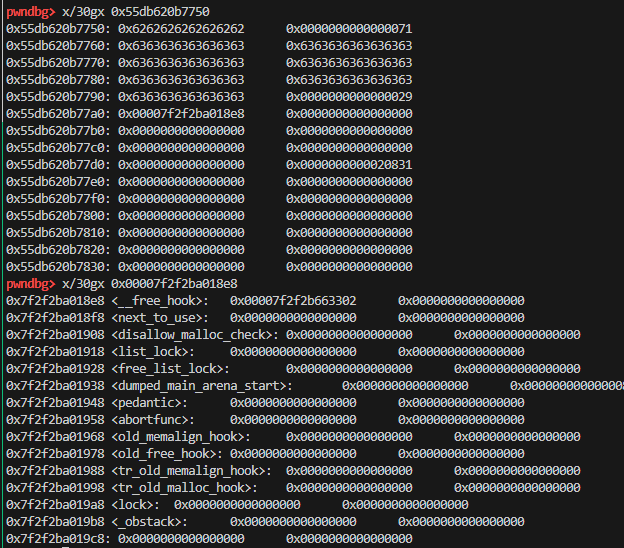 pwndbg> x/30gx 0x55db620b7750
0x55db620b7750: 0x6262626262626262 0x0000000000000071
0x55db620b7760: 0x6363636363636363 0x6363636363636363
0x55db620b7770: 0x6363636363636363 0x6363636363636363
0x55db620b7780: 0x6363636363636363 0x6363636363636363
0x55db620b7790: 0x6363636363636363 0x0000000000000029
0x55db620b77a0: 0x00007f2f2ba018e8 0x0000000000000000
0x55db620b77b0: 0x0000000000000000 0x0000000000000000
0x55db620b77c0: 0x0000000000000000 0x0000000000000000
0x55db620b77d0: 0x0000000000000000 0x0000000000020831
0x55db620b77e0: 0x0000000000000000 0x0000000000000000
0x55db620b77f0: 0x0000000000000000 0x0000000000000000
0x55db620b7800: 0x0000000000000000 0x0000000000000000
0x55db620b7810: 0x0000000000000000 0x0000000000000000
0x55db620b7820: 0x0000000000000000 0x0000000000000000
0x55db620b7830: 0x0000000000000000 0x0000000000000000
pwndbg> x/30gx 0x00007f2f2ba018e8
0x7f2f2ba018e8 <__free_hook>: 0x00007f2f2b663302 0x0000000000000000
0x7f2f2ba018f8 <next_to_use>: 0x0000000000000000 0x0000000000000000
0x7f2f2ba01908 <disallow_malloc_check>: 0x0000000000000000 0x0000000000000000
0x7f2f2ba01918 <list_lock>: 0x0000000000000000 0x0000000000000000
0x7f2f2ba01928 <free_list_lock>: 0x0000000000000000 0x0000000000000000
0x7f2f2ba01938 <dumped_main_arena_start>: 0x0000000000000000 0x0000000000000000
0x7f2f2ba01948 <pedantic>: 0x0000000000000000 0x0000000000000000
0x7f2f2ba01958 <abortfunc>: 0x0000000000000000 0x0000000000000000
0x7f2f2ba01968 <old_memalign_hook>: 0x0000000000000000 0x0000000000000000
0x7f2f2ba01978 <old_free_hook>: 0x0000000000000000 0x0000000000000000
0x7f2f2ba01988 <tr_old_memalign_hook>: 0x0000000000000000 0x0000000000000000
0x7f2f2ba01998 <tr_old_malloc_hook>: 0x0000000000000000 0x0000000000000000
0x7f2f2ba019a8 <lock>: 0x0000000000000000 0x0000000000000000
0x7f2f2ba019b8 <_obstack>: 0x0000000000000000 0x0000000000000000
0x7f2f2ba019c8: 0x0000000000000000 0x0000000000000000